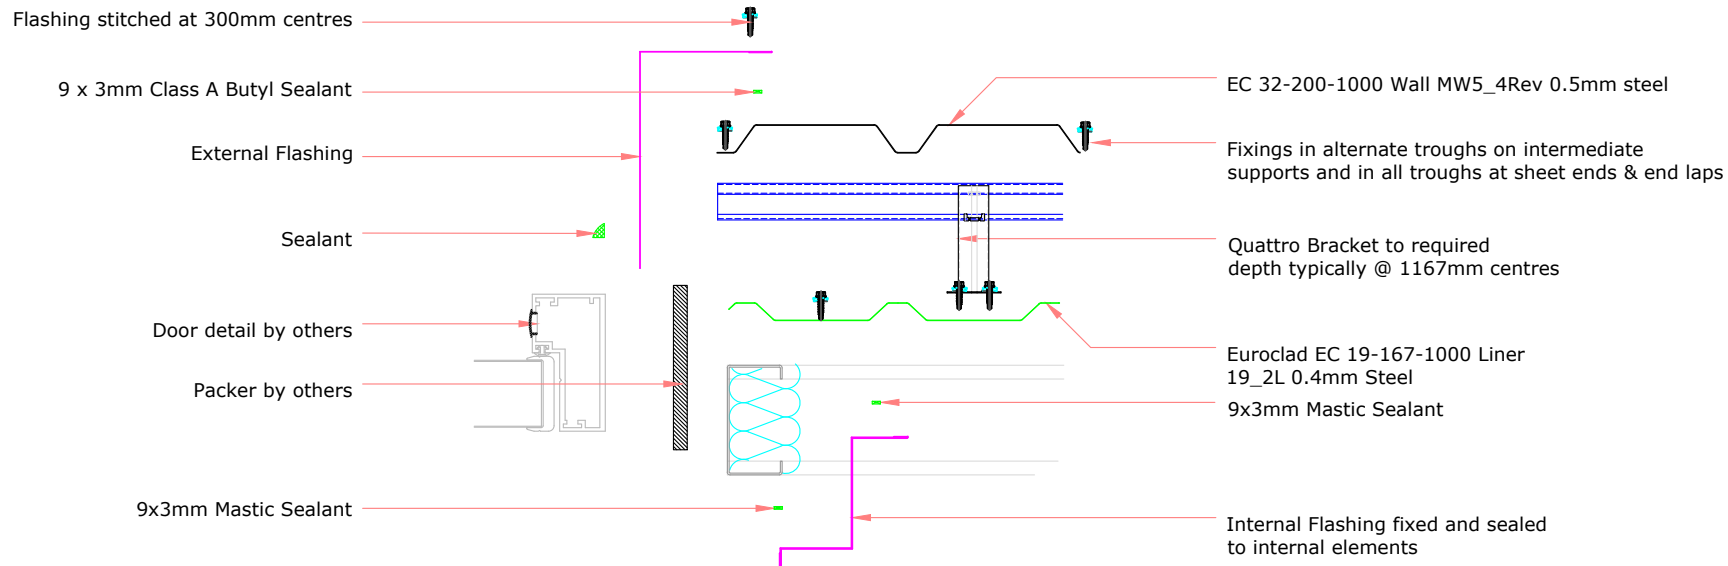 Flashing stitched at 300mm centres
9 x 3mm Class A Butyl Sealant
External Flashing
Sealant
Door detail by others
Packer by others
9x3mm Mastic Sealant
EC 32-200-1000 Wall MW5_4Rev 0.5mm steel
Fixings in alternate troughs on intermediate
supports and in all troughs at sheet ends & end laps
Quattro Bracket to required
depth typically @ 1167mm centres
Euroclad EC 19-167-1000 Liner
19_2L 0.4mm Steel
9x3mm Mastic Sealant
Internal Flashing fixed and sealed
to internal elements